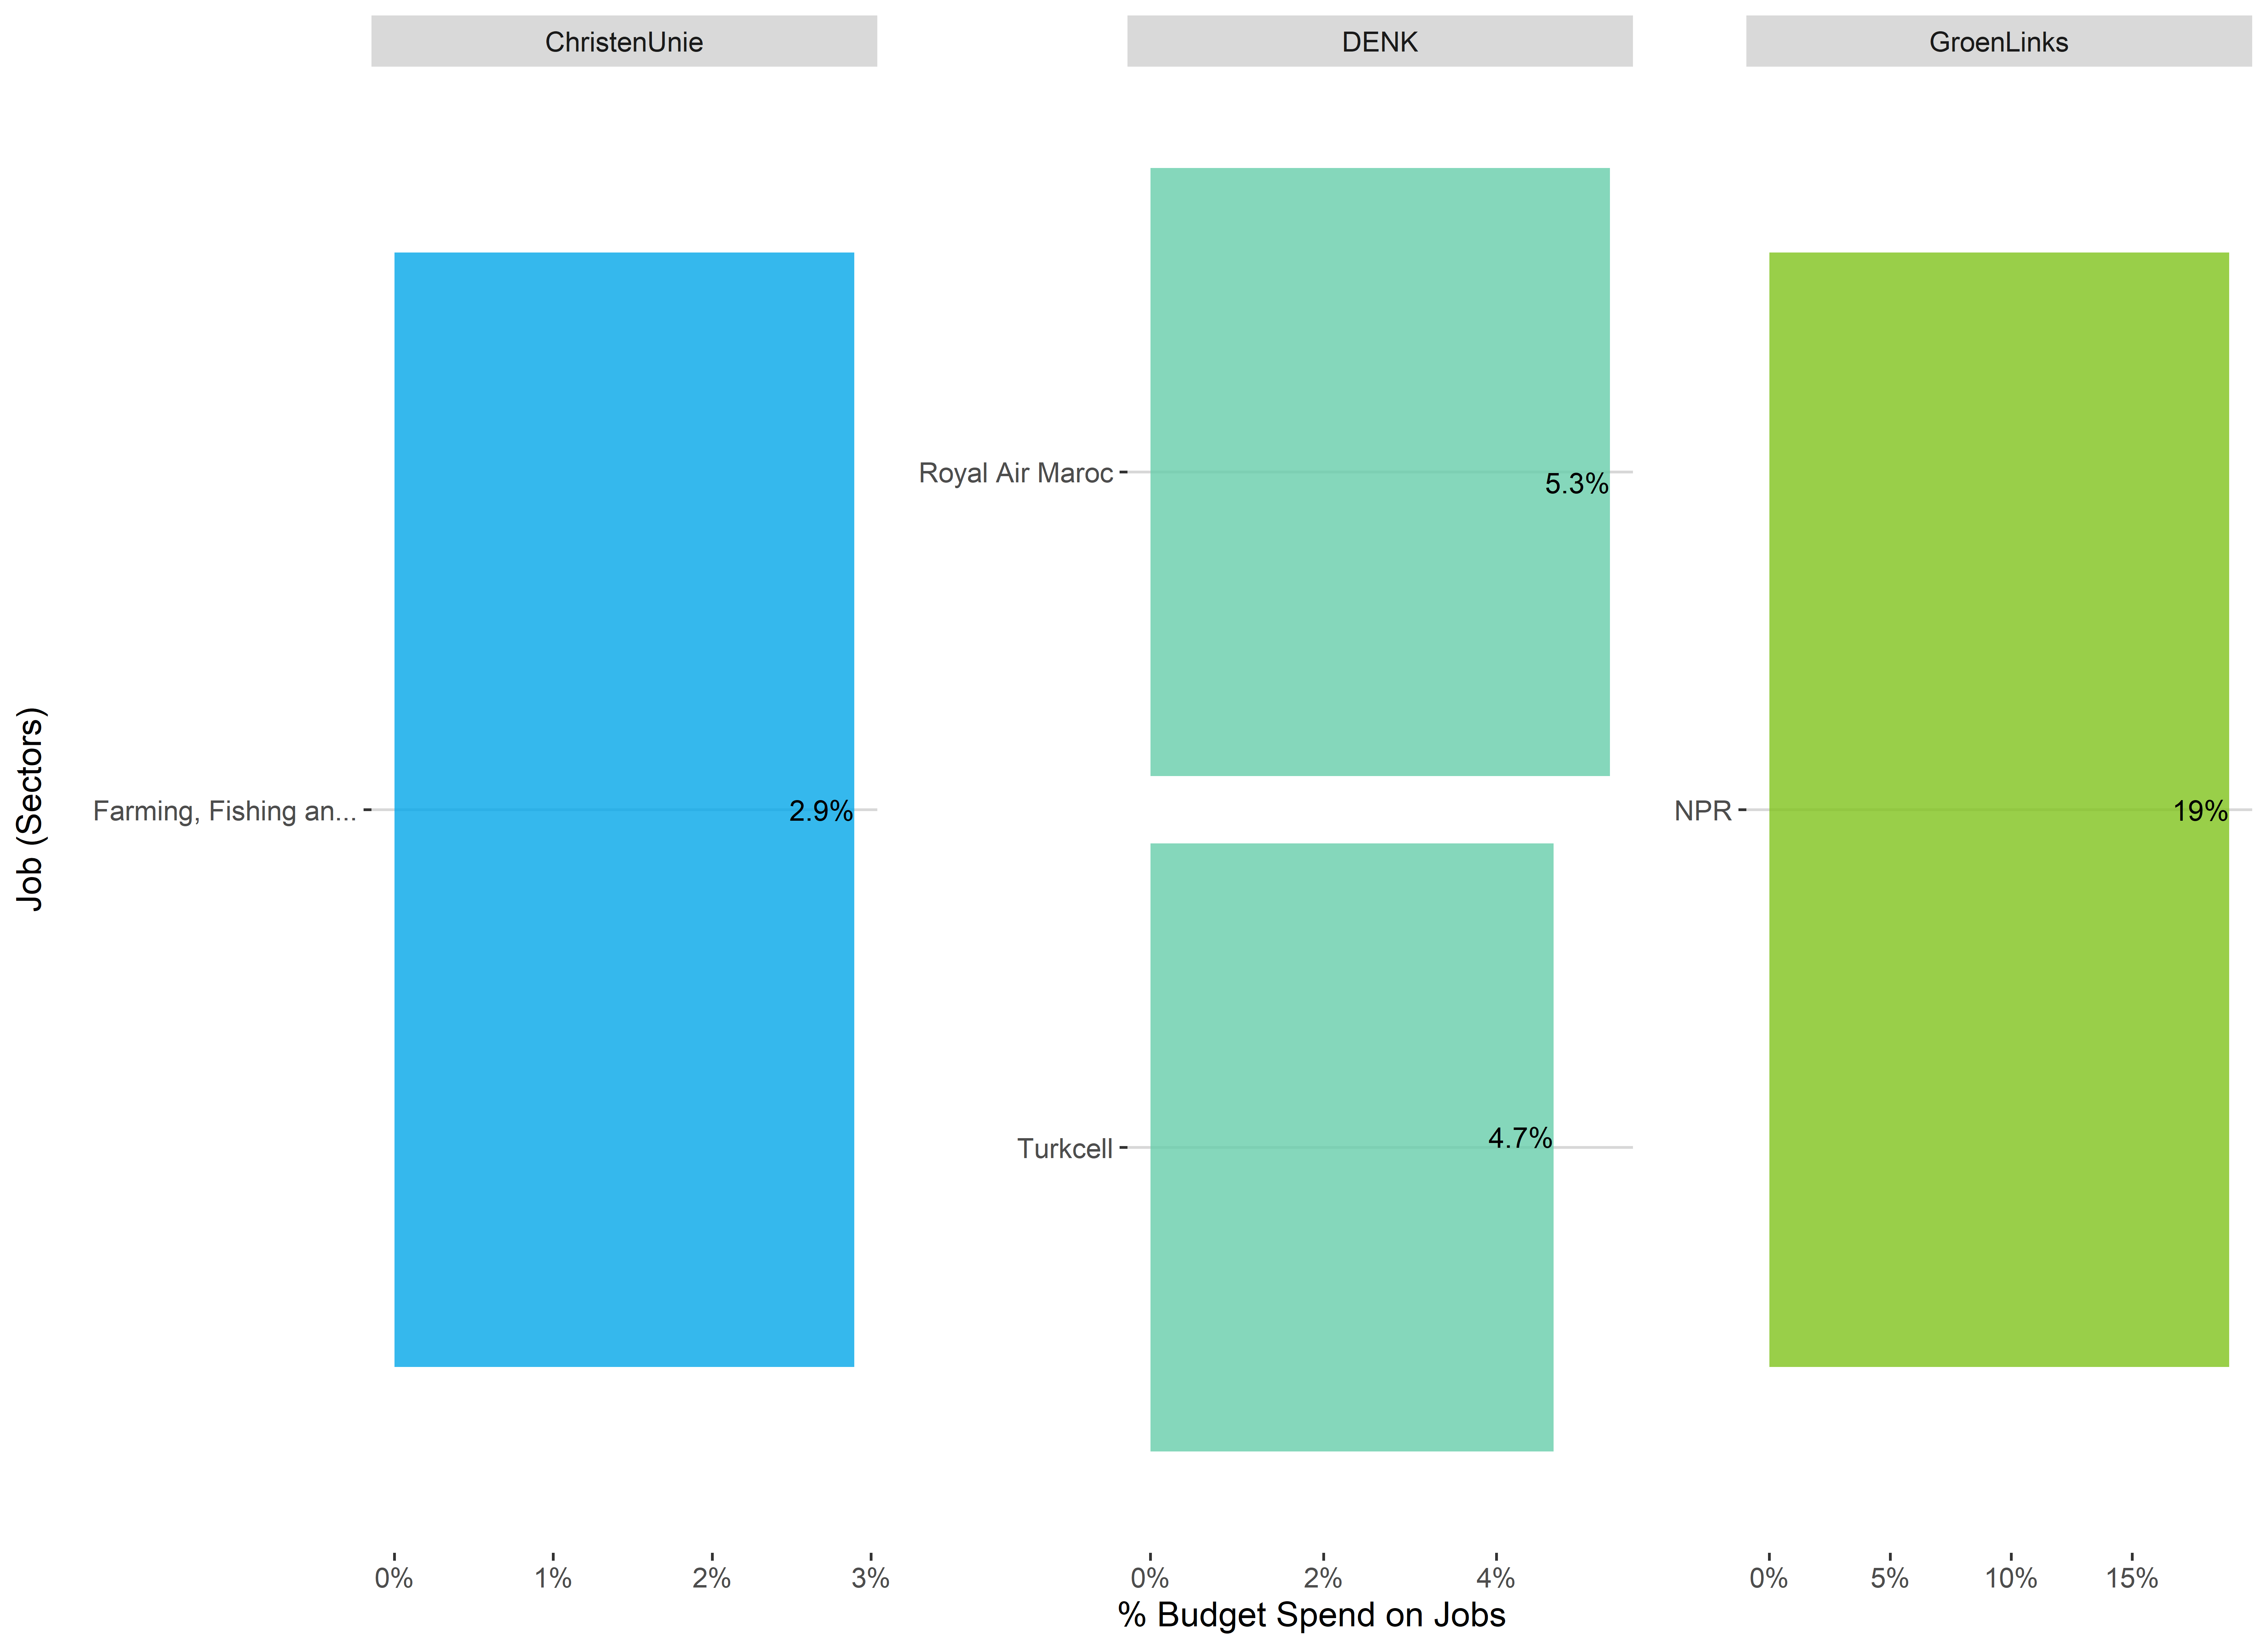 ChristenUnie
DENK
GroenLinks
Job (Sectors)
Farming, Fishing an...
2.9%
Royal Air Maroc
5.3%
Turkcell
4.7%
NPR
19%
0% 1% 2% 3%
0% 2% 4%
0% 5% 10% 15%
% Budget Spend on Jobs